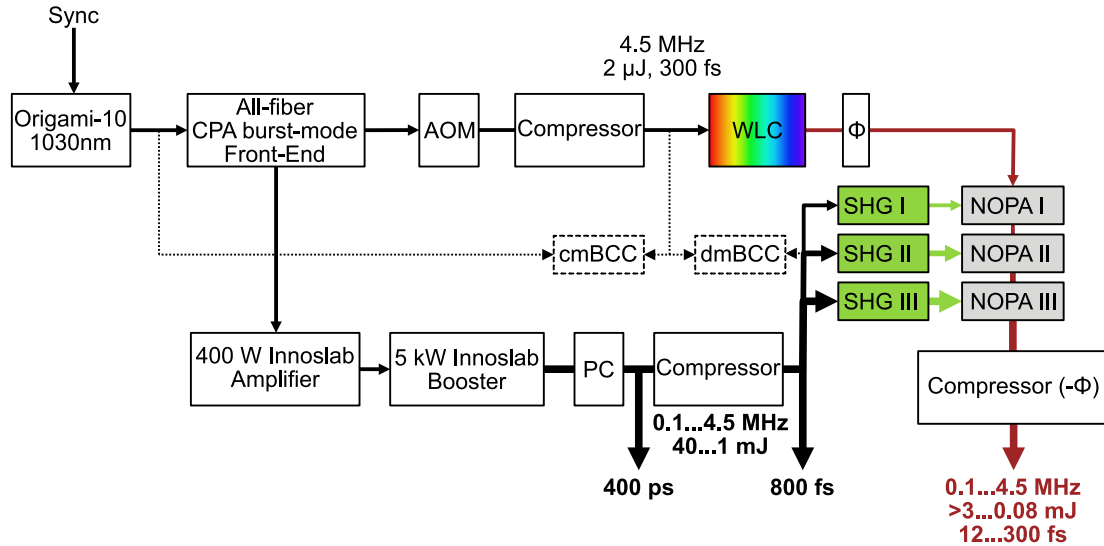 Sync
4.5 MHz
2 µJ, 300 fs
Origami-10
1030nm
All-fiber
CPA burst-mode
Front-End
AOM
Compressor
WLC
Φ
SHG I
NOPA I
cmBCC
dmBCC
SHG II
NOPA II
SHG III
NOPA III
400 W Innoslab
Amplifier
5 kW Innoslab
Booster
PC
Compressor
Compressor (-Φ)
0.1...4.5 MHz
40...1 mJ
400 ps
800 fs
0.1...4.5 MHz
>3...0.08 mJ
12...300 fs